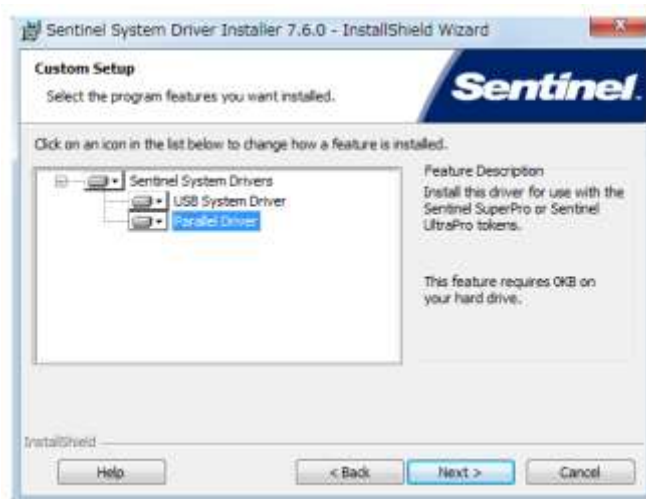 Sentinel System Driver Installer 7.6.0 - InstallShield Wizard
Custom Setup
Select the program features you want installed.
Sentinel.
Click on an icon in the list below to change how a feature is installed.
Sentinel System Drivers
USB System Driver
Parallel Driver
Feature Description
Install this driver for use with the
Sentinel SuperPro or Sentinel
UltraPro tokens.
This feature requires 0KB on
your hard drive.
InstallShield
Help
< Back
Next >
Cancel